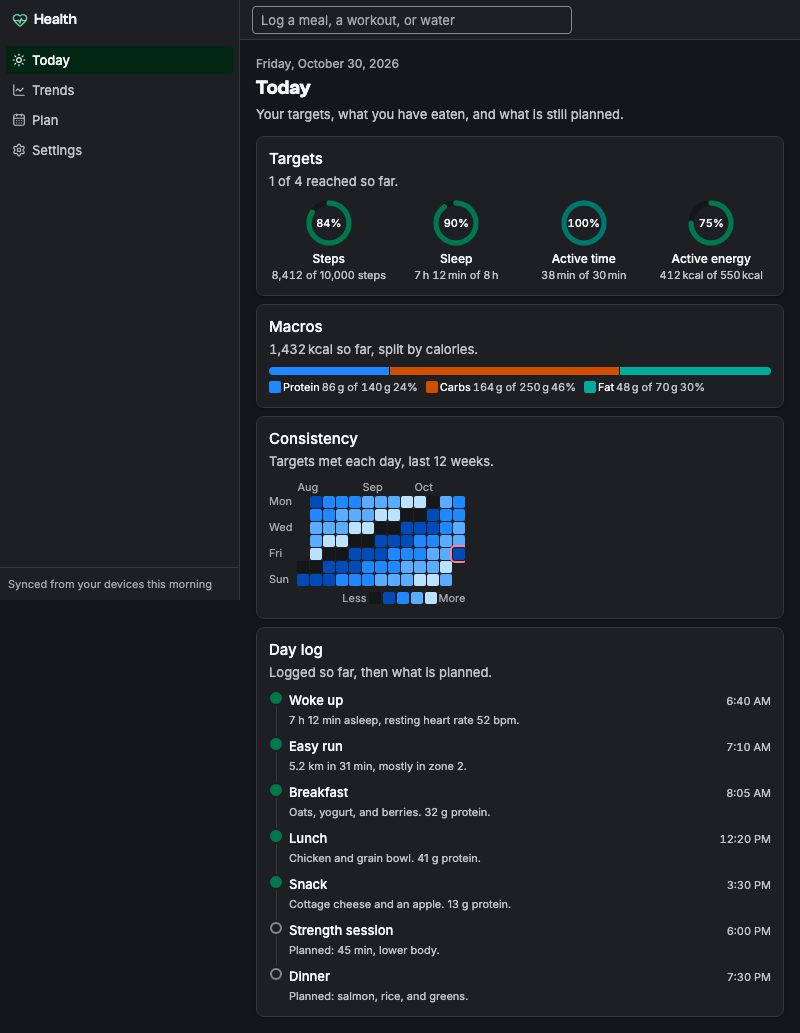 Health
Today
Trends
Plan
Settings
Synced from your devices this morning
Log a meal, a workout, or water
Friday, October 30, 2026
Today
Your targets, what you have eaten, and what is still planned.
Targets
1 of 4 reached so far.
84%
Steps
8,412 of 10,000 steps
90%
Sleep
7 h 12 min of 8 h
100%
Active time
38 min of 30 min
75%
Active energy
412 kcal of 550 kcal
Macros
1,432 kcal so far, split by calories.
Protein 86 g of 140 g 24% Carbs 164 g of 250 g 46% Fat 48 g of 70 g 30%
Consistency
Targets met each day, last 12 weeks.
Aug Sep Oct
Mon
Wed
Fri
Sun
Less More
Day log
Logged so far, then what is planned.
Woke up 6:40 AM
7 h 12 min asleep, resting heart rate 52 bpm.
Easy run 7:10 AM
5.2 km in 31 min, mostly in zone 2.
Breakfast 8:05 AM
Oats, yogurt, and berries. 32 g protein.
Lunch 12:20 PM
Chicken and grain bowl. 41 g protein.
Snack 3:30 PM
Cottage cheese and an apple. 13 g protein.
Strength session 6:00 PM
Planned: 45 min, lower body.
Dinner 7:30 PM
Planned: salmon, rice, and greens.